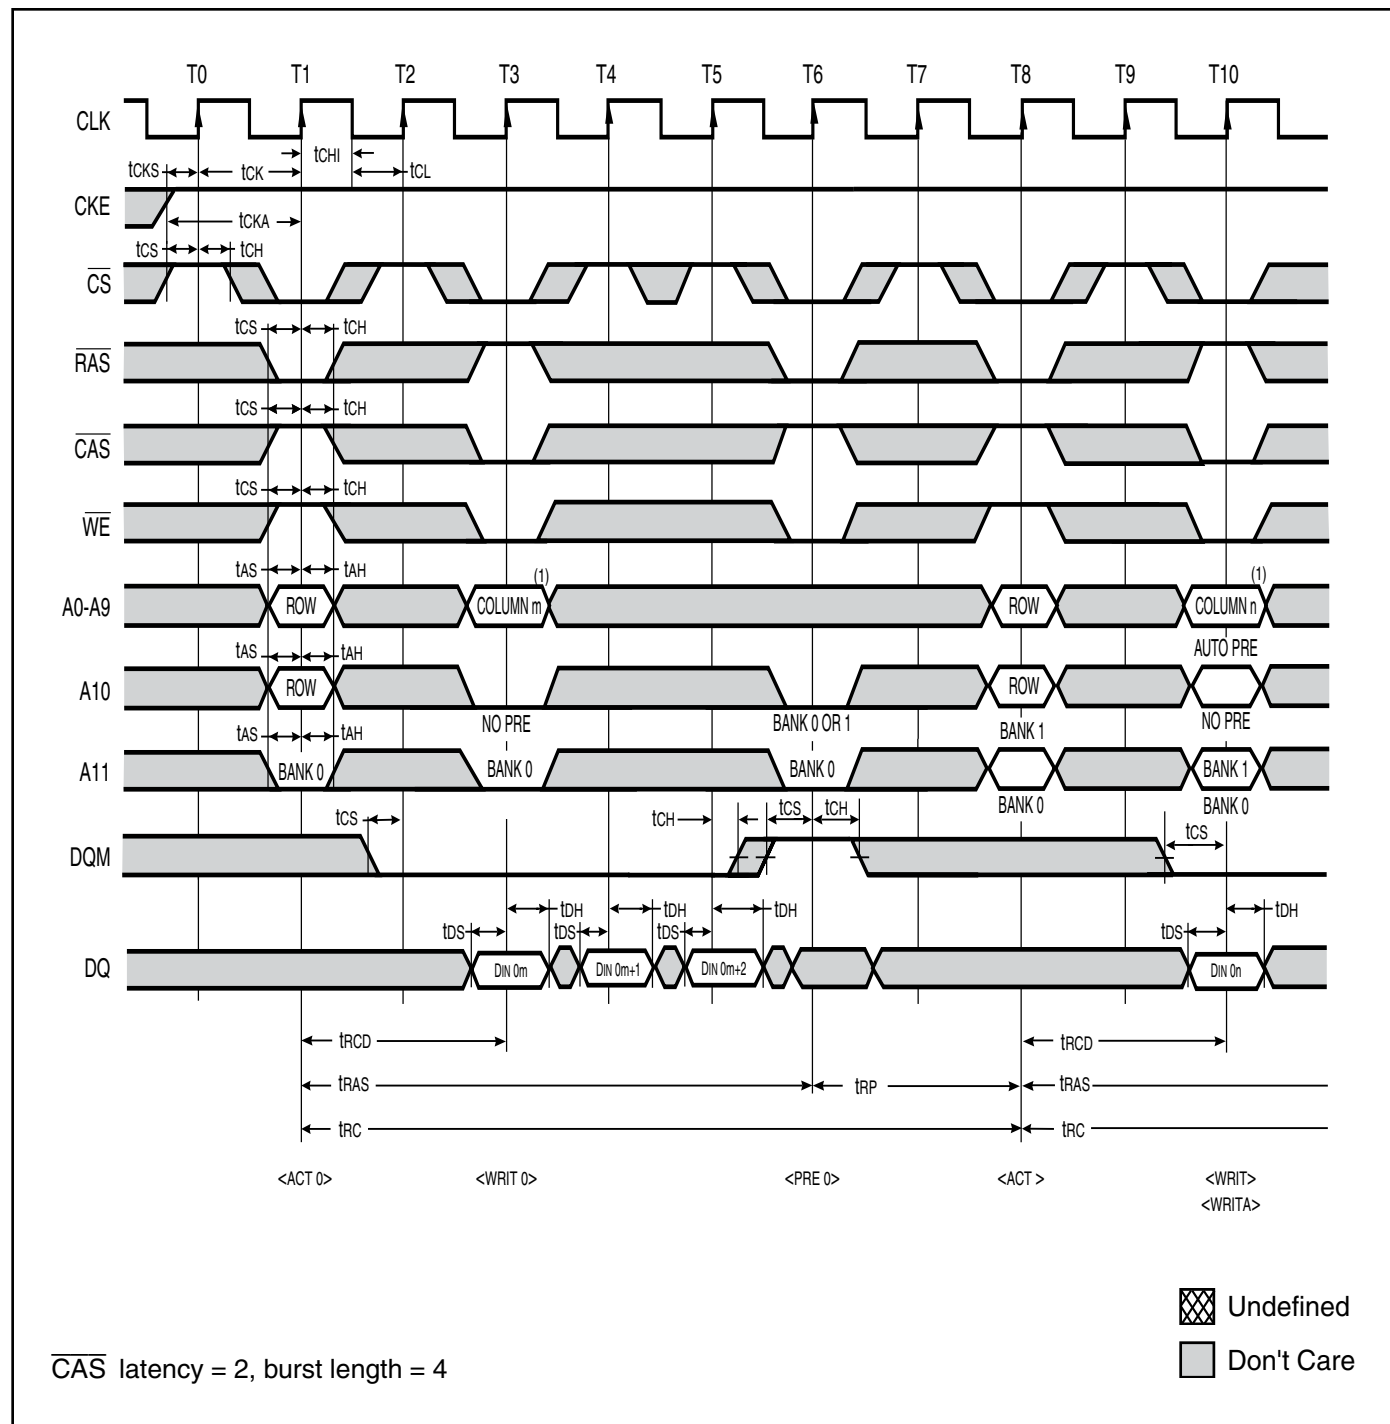 T0 T1 T2 T3 T4 T5 T6 T7 T8 T9 T10
CLK
tCHI
tCKS tCK tCL
CKE
tCKA
tCS tCH
CS
tCS tCH
RAS
tCS tCH
CAS
tCS tCH
WE
tAS tAH (1) (1)
A0-A9 ROW COLUMN m ROW COLUMN n
tAS tAH AUTO PRE
A10 ROW ROW
NO PRE BANK 0 OR 1 BANK 1 NO PRE
tAS tAH
A11 BANK 0 BANK 0 BANK 0 BANK 1
BANK 0 BANK 0
tCS tCH tCS tCH tCS
DQM
tDH tDH tDH tDH
tDS tDS tDS tDS
DQ DIN 0m DIN 0m+1 DIN 0m+2 DIN 0n
tRCD tRCD
tRAS tRP tRAS
tRC tRC
<ACT 0> <WRIT 0> <PRE 0> <ACT > <WRIT>
<WRITA>
Undefined
Don't Care
CAS latency = 2, burst length = 4